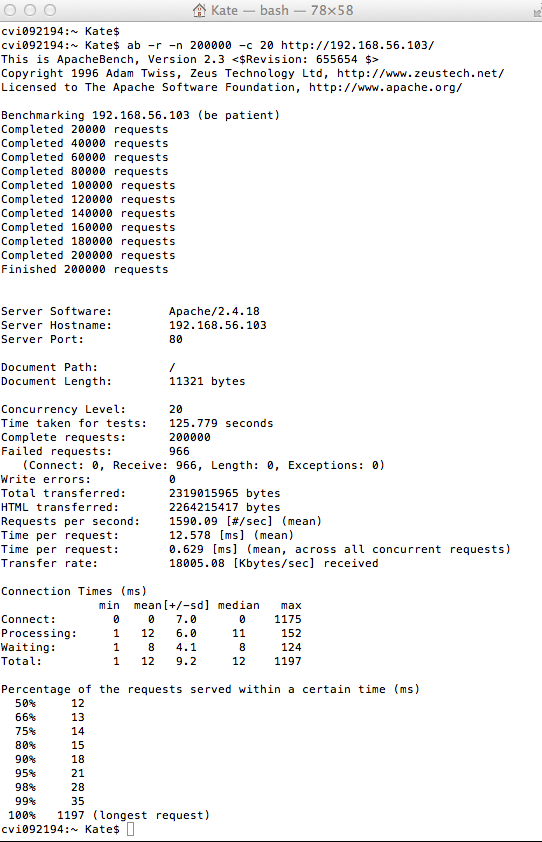 Kate — bash — 78×58
cvi092194:~ Kate$
cvi092194:~ Kate$ ab -r -n 200000 -c 20 http://192.168.56.103/
This is ApacheBench, Version 2.3 <$Revision: 655654 $>
Copyright 1996 Adam Twiss, Zeus Technology Ltd, http://www.zeustech.net/
Licensed to The Apache Software Foundation, http://www.apache.org/

Benchmarking 192.168.56.103 (be patient)
Completed 20000 requests
Completed 40000 requests
Completed 60000 requests
Completed 80000 requests
Completed 100000 requests
Completed 120000 requests
Completed 140000 requests
Completed 160000 requests
Completed 180000 requests
Completed 200000 requests
Finished 200000 requests


Server Software:        Apache/2.4.18
Server Hostname:        192.168.56.103
Server Port:            80

Document Path:          /
Document Length:        11321 bytes

Concurrency Level:      20
Time taken for tests:   125.779 seconds
Complete requests:      200000
Failed requests:        966
   (Connect: 0, Receive: 966, Length: 0, Exceptions: 0)
Write errors:           0
Total transferred:      2319015965 bytes
HTML transferred:       2264215417 bytes
Requests per second:    1590.09 [#/sec] (mean)
Time per request:       12.578 [ms] (mean)
Time per request:       0.629 [ms] (mean, across all concurrent requests)
Transfer rate:          18005.08 [Kbytes/sec] received

Connection Times (ms)
              min  mean[+/-sd] median   max
Connect:        0    0   7.0      0    1175
Processing:     1   12   6.0     11     152
Waiting:        1    8   4.1      8     124
Total:          1   12   9.2     12    1197

Percentage of the requests served within a certain time (ms)
  50%     12
  66%     13
  75%     14
  80%     15
  90%     18
  95%     21
  98%     28
  99%     35
 100%   1197 (longest request)
cvi092194:~ Kate$